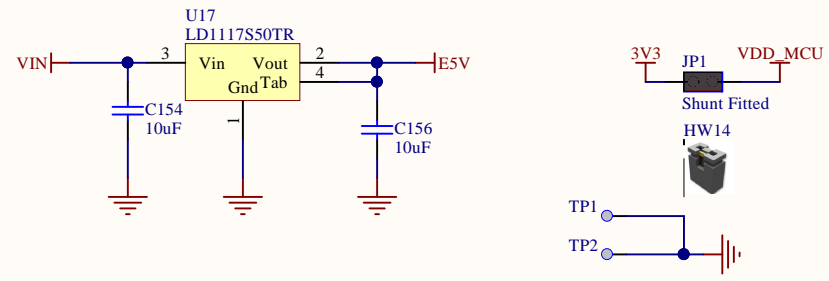 U17
LD1117S50TR
VIN
3
Vin
Vout
2
E5V
Gnd
Tab
4
1
C154
10uF
C156
10uF
3V3
JP1
VDD_MCU
Shunt Fitted
HW14
TP1
TP2